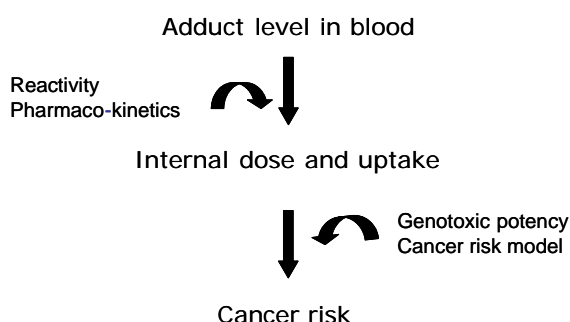 Adduct level in blood
Reactivity
Pharmaco-kinetics
Internal dose and uptake
Genotoxic potency
Cancer risk model
Cancer risk